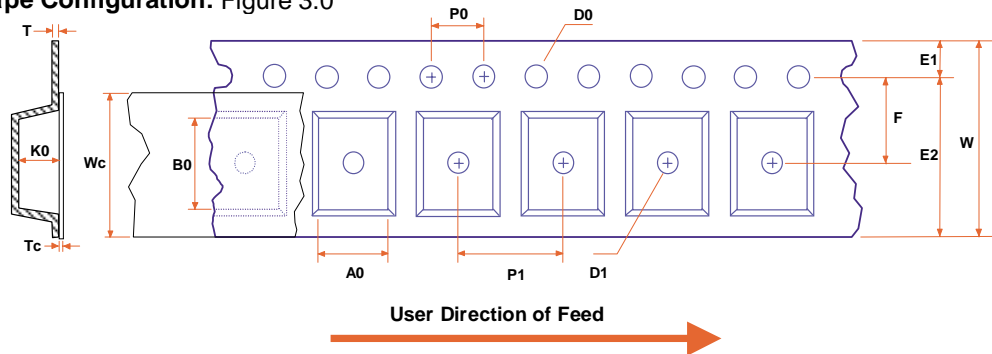 ape Configuration: Figure 3.0
T
P0
D0
E1
K0
Wc
B0
F
E2
W
Tc
A0
P1
D1
User Direction of Feed